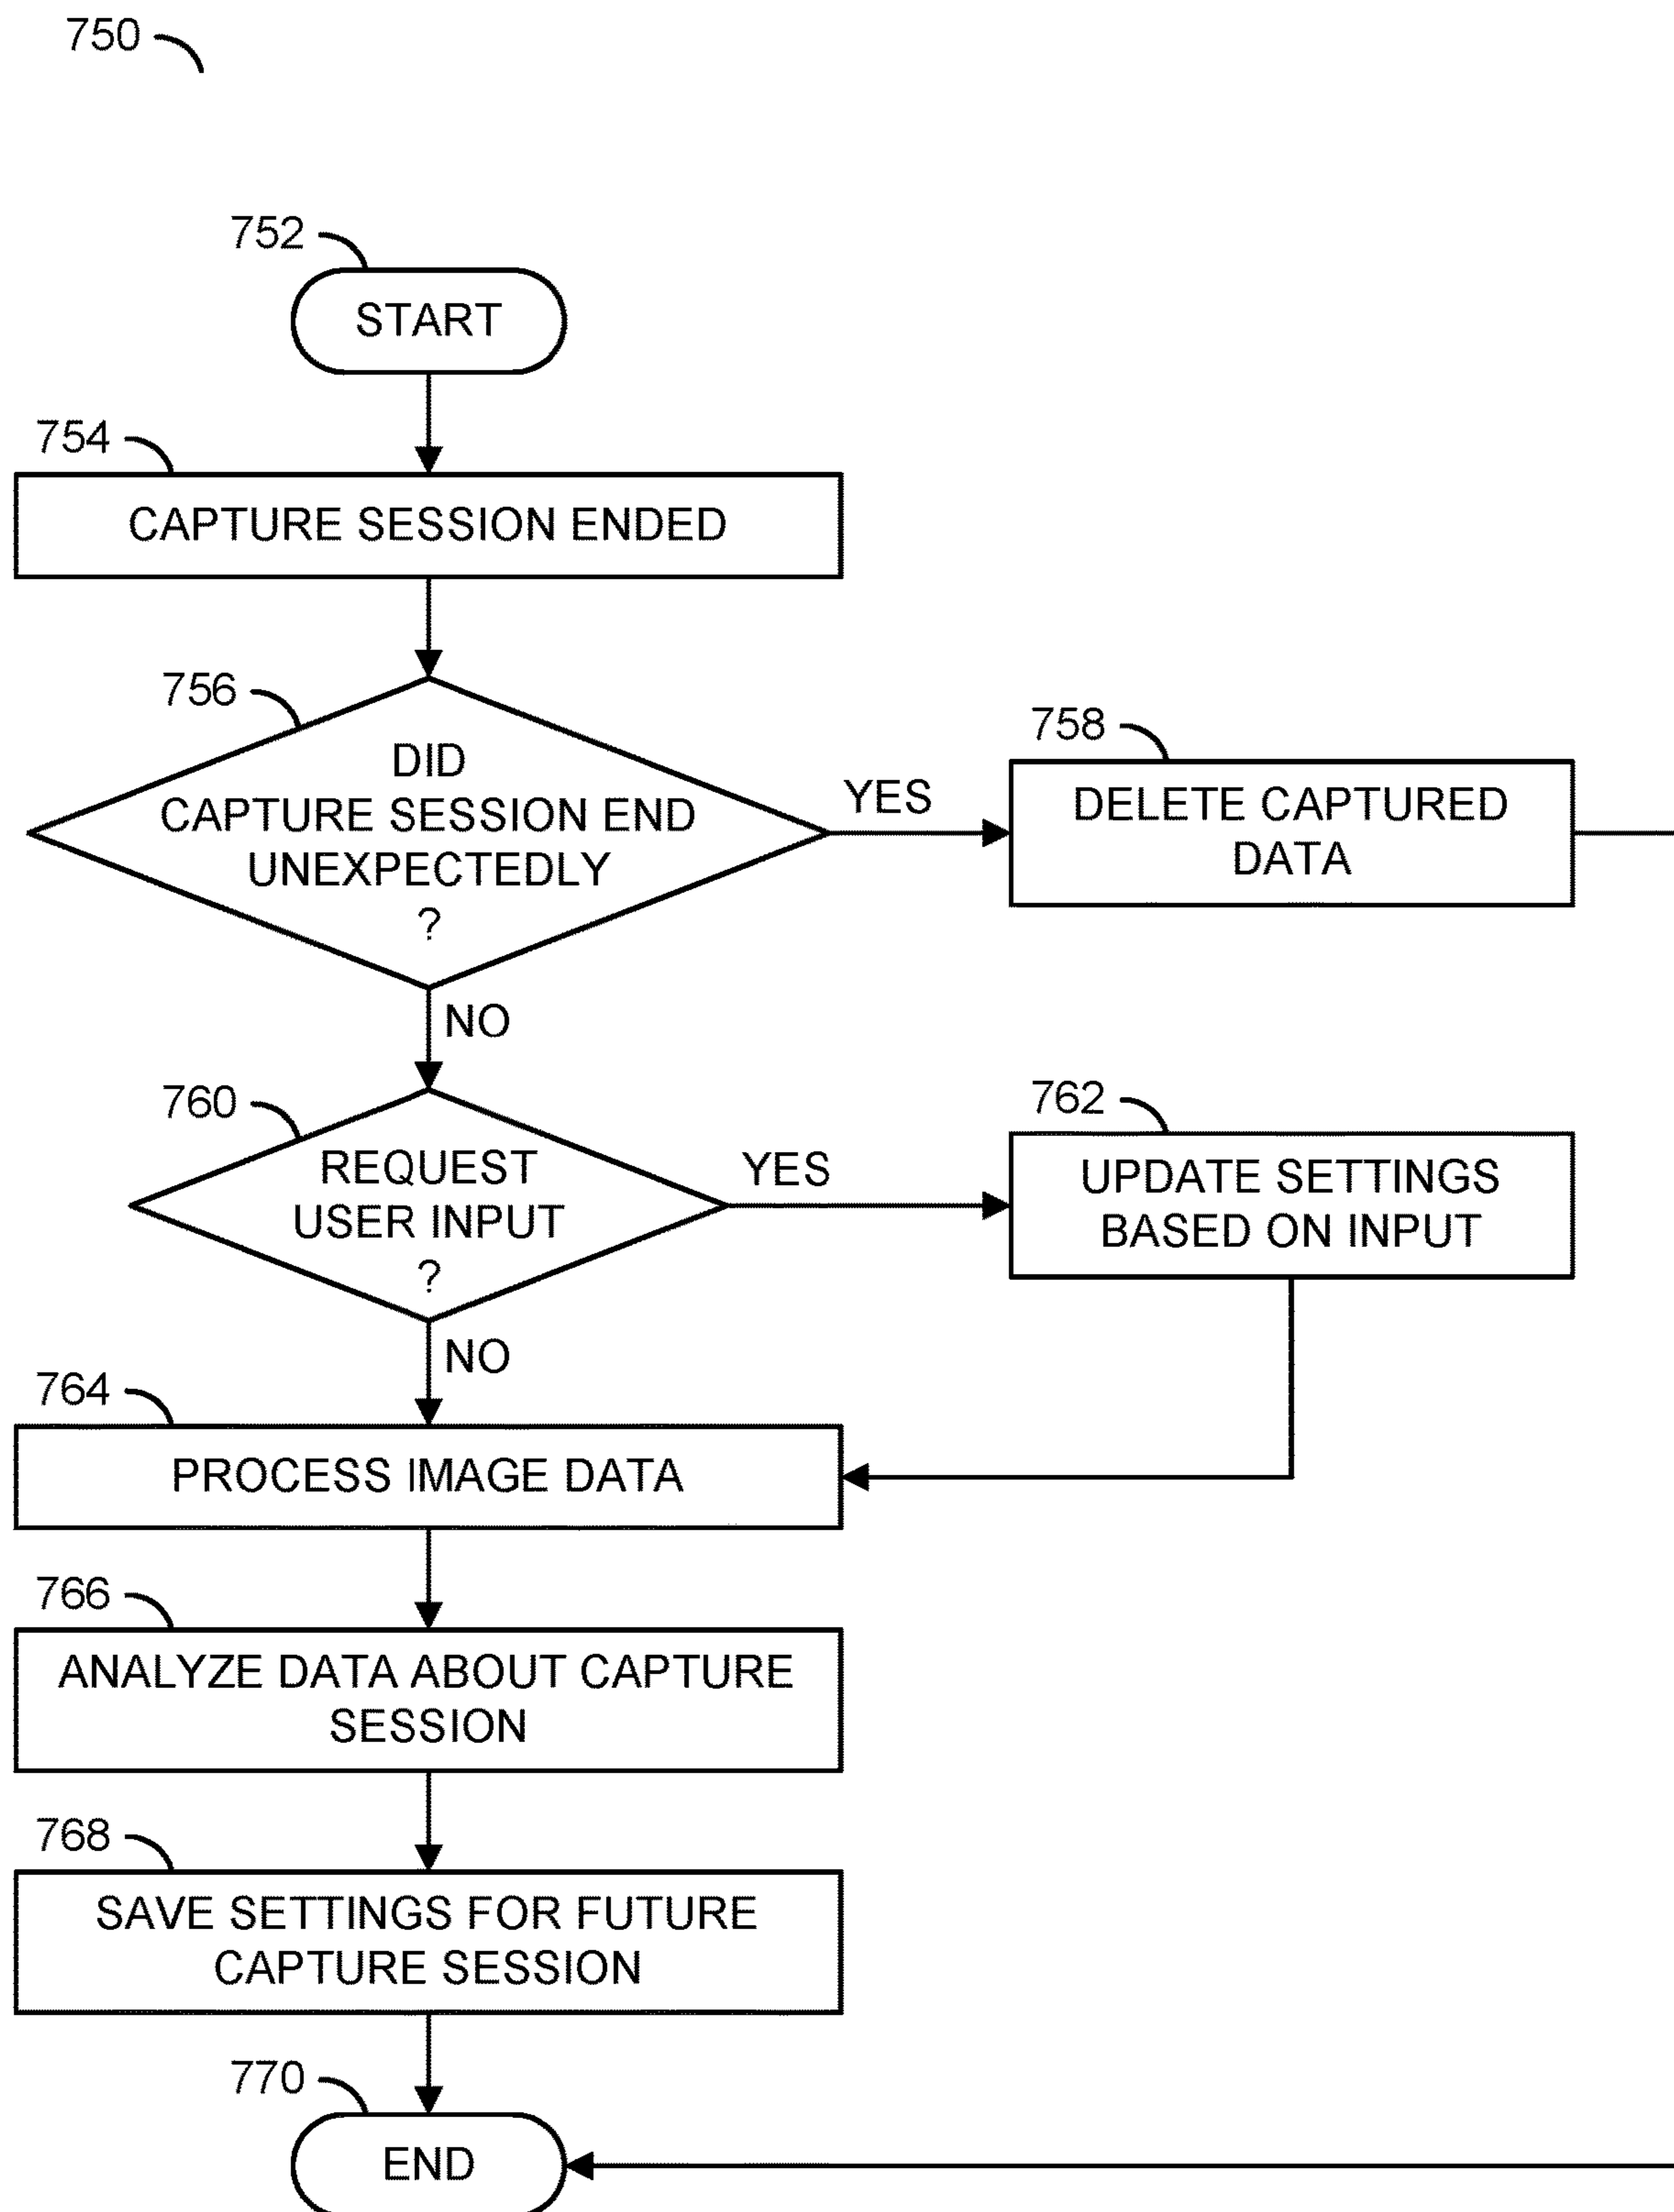 750
752
START
754
CAPTURE SESSION ENDED
756
DID
CAPTURE SESSION END
UNEXPECTEDLY
?
YES
758
DELETE CAPTURED
DATA
NO
760
REQUEST
USER INPUT
?
YES
762
UPDATE SETTINGS
BASED ON INPUT
NO
764
PROCESS IMAGE DATA
766
ANALYZE DATA ABOUT CAPTURE
SESSION
768
SAVE SETTINGS FOR FUTURE
CAPTURE SESSION
770
END